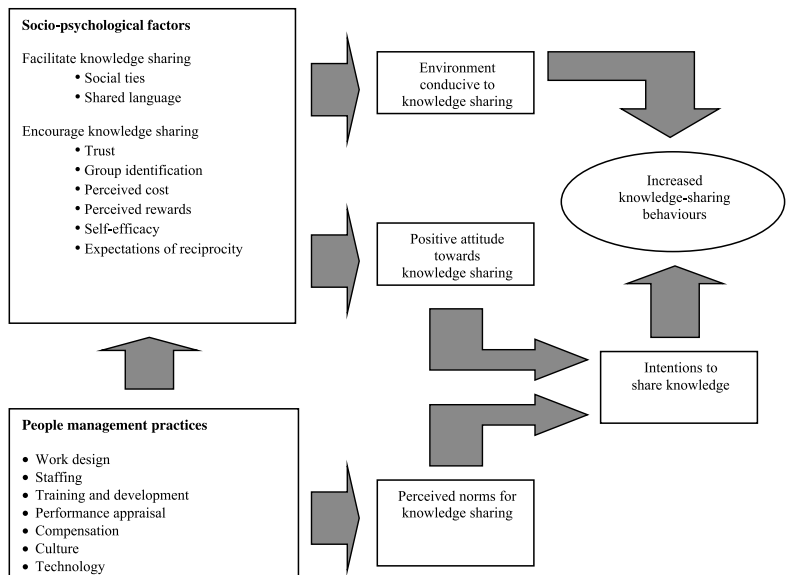 Socio-psychological factors
Facilitate knowledge sharing
• Social ties
• Shared language
Encourage knowledge sharing
• Trust
• Group identification
• Perceived cost
• Perceived rewards
• Self-efficacy
• Expectations of reciprocity
Environment
conducive to
knowledge sharing
Increased
knowledge-sharing
behaviours
Positive attitude
towards
knowledge sharing
Intentions to
share knowledge
People management practices
• Work design
• Staffing
• Training and development
• Performance appraisal
• Compensation
• Culture
• Technology
Perceived norms for
knowledge sharing